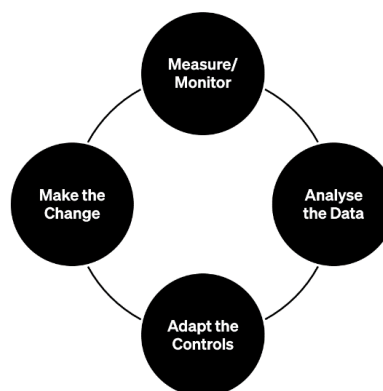 Measure/
Monitor
Analyse
the Data
Adapt the
Controls
Make the
Change